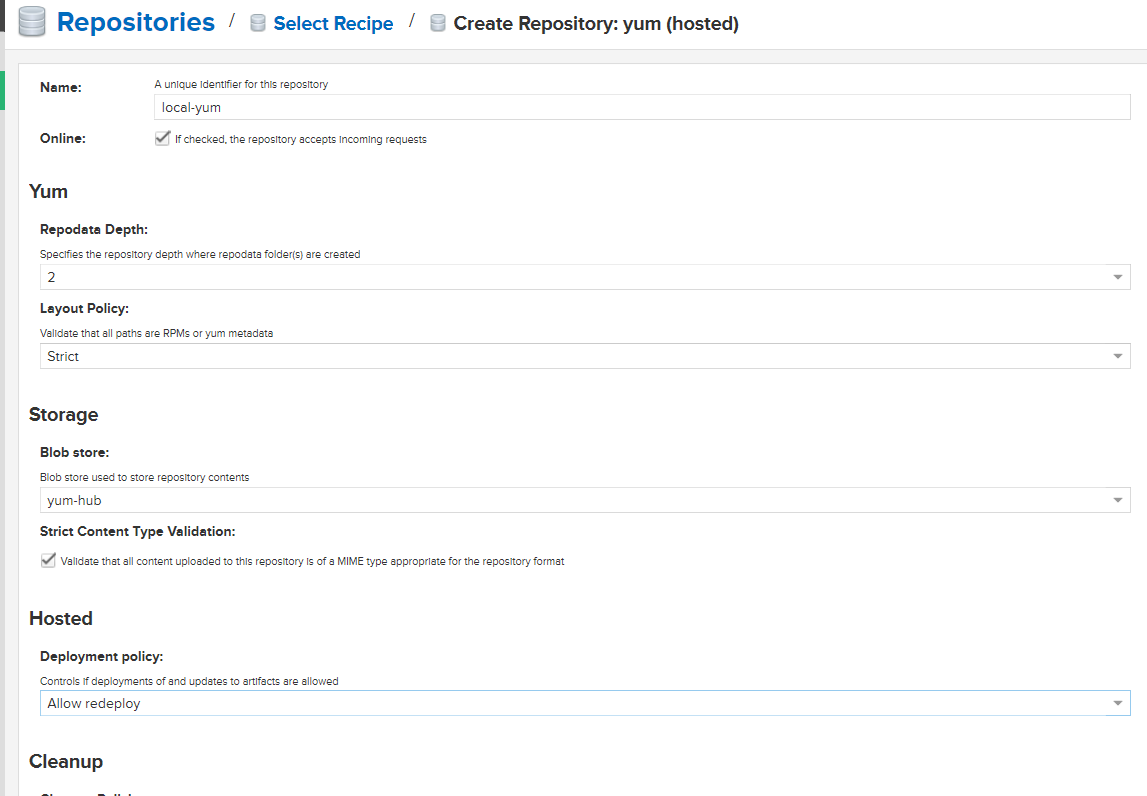 Repositories / Select Recipe / Create Repository: yum (hosted)
Name:
A unique identifier for this repository
local-yum
Online:
If checked, the repository accepts incoming requests
Yum
Repodata Depth:
Specifies the repository depth where repodata folder(s) are created
2
Layout Policy:
Validate that all paths are RPMs or yum metadata
Strict
Storage
Blob store:
Blob store used to store repository contents
yum-hub
Strict Content Type Validation:
Validate that all content uploaded to this repository is of a MIME type appropriate for the repository format
Hosted
Deployment policy:
Controls if deployments of and updates to artifacts are allowed
Allow redeploy
Cleanup